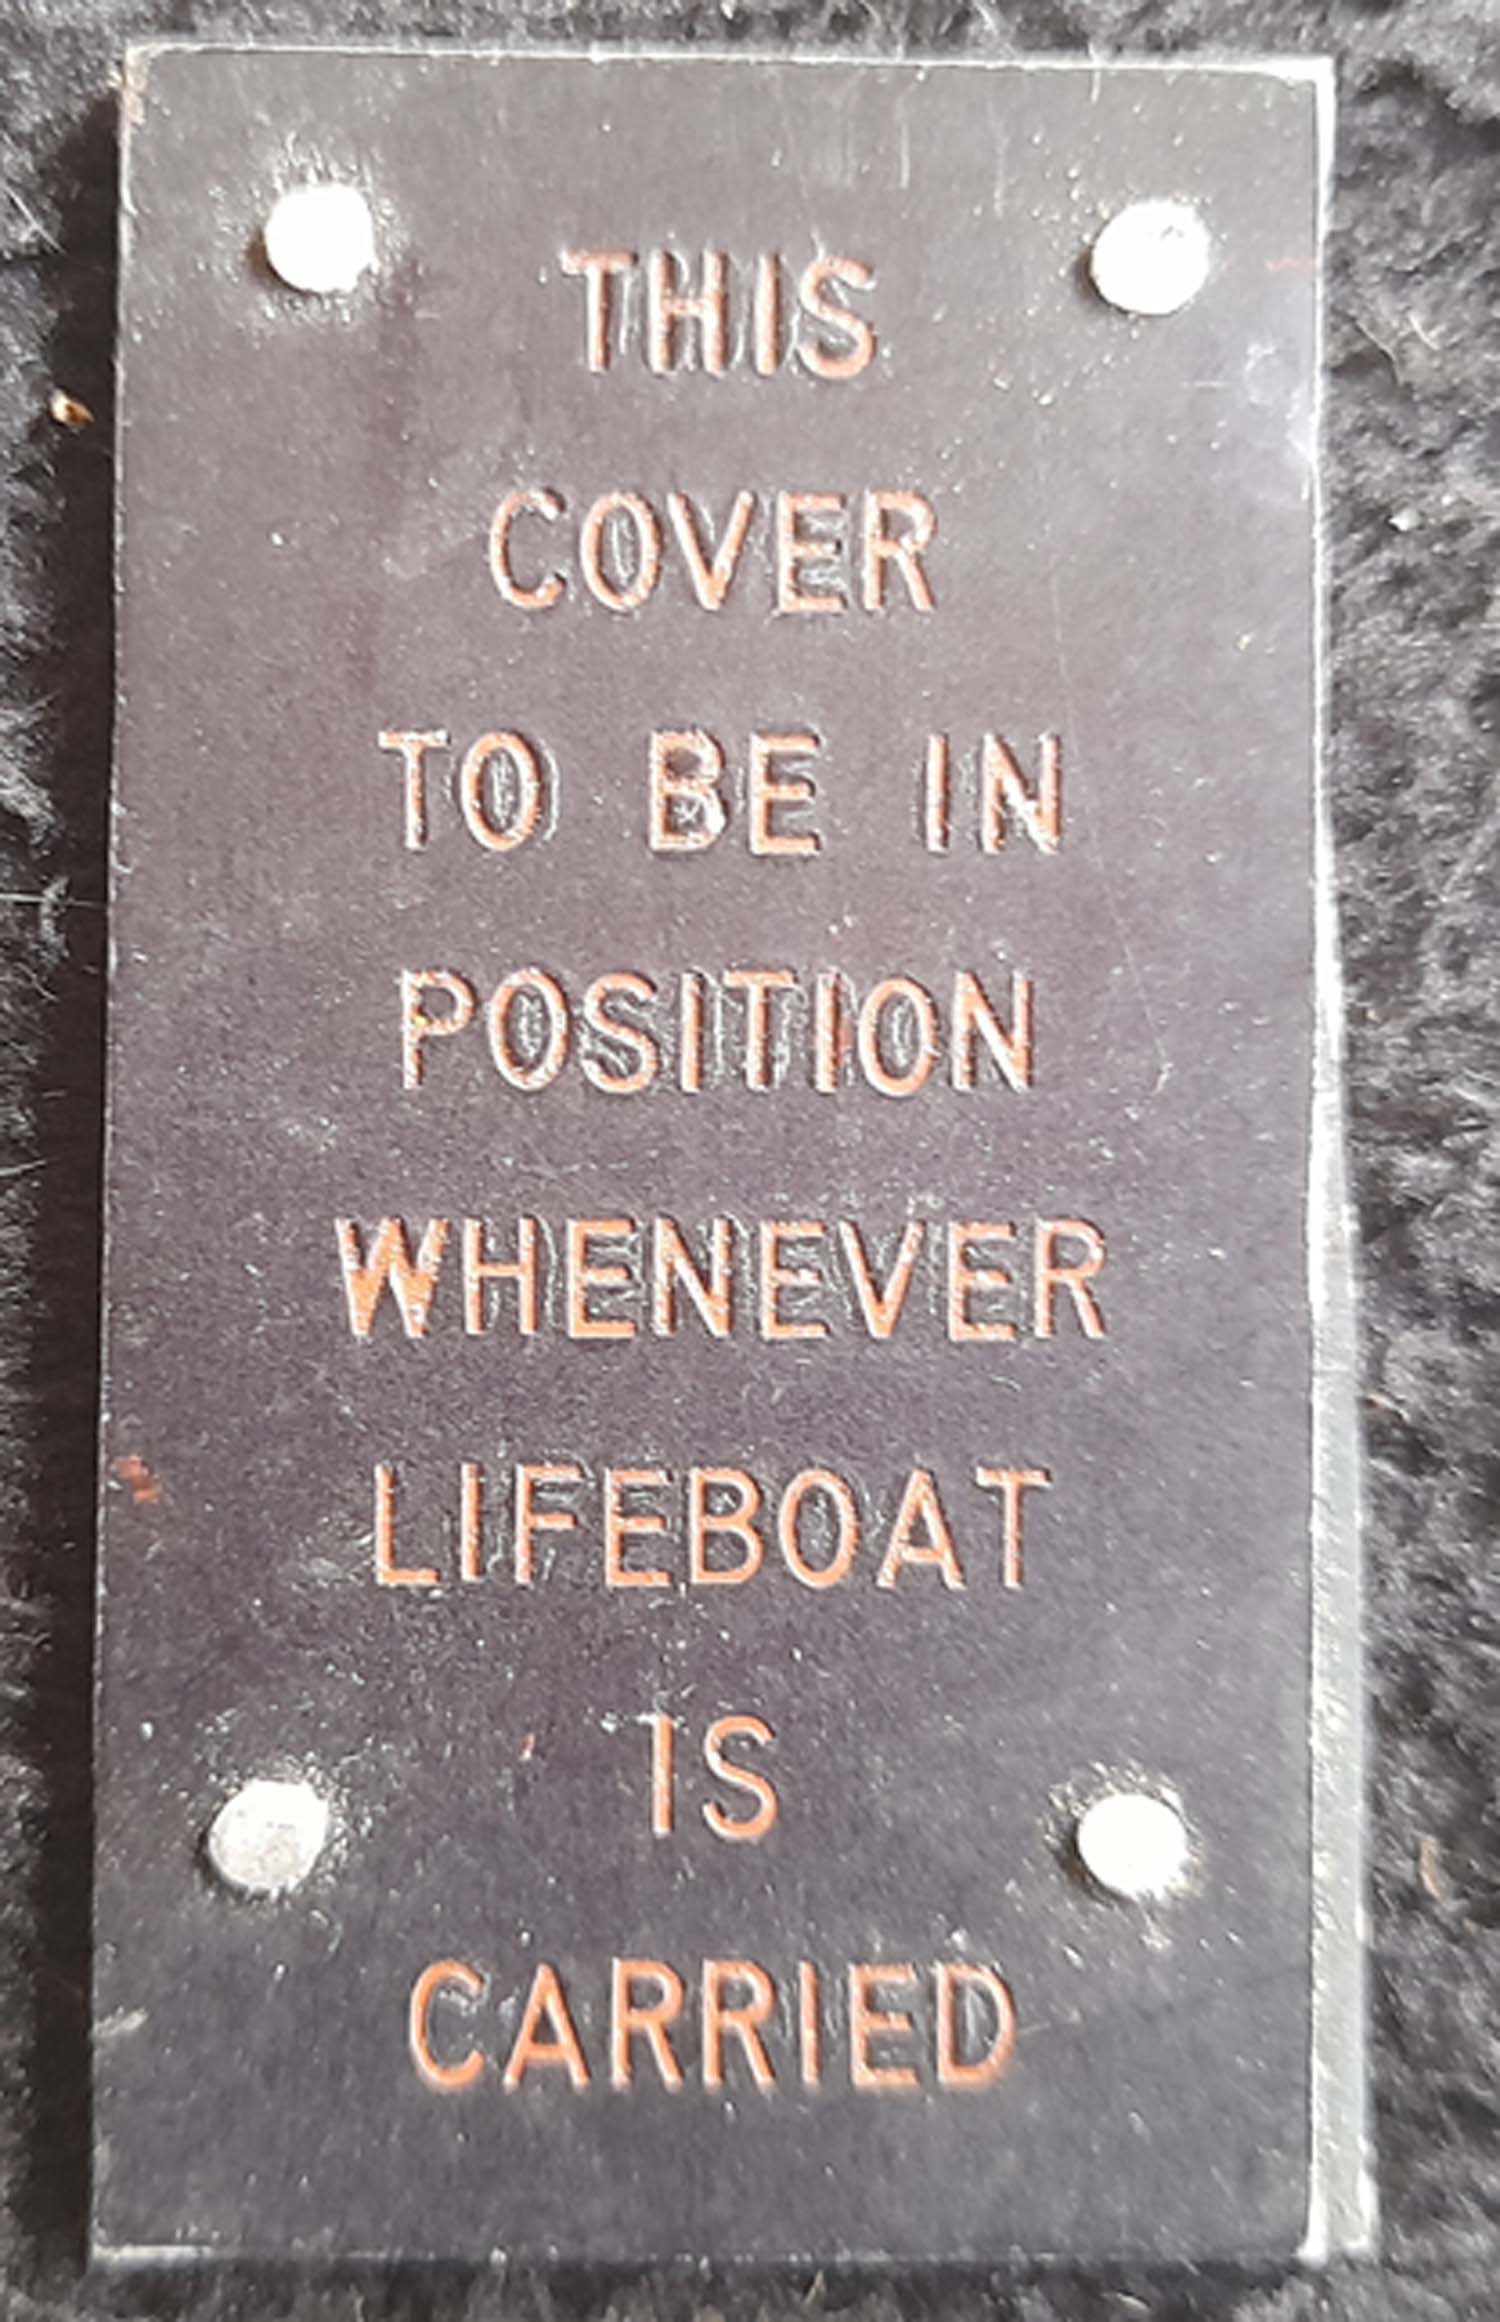 THIS
COVER
TO BE IN
POSITION
WHENEVER
LIFEBOAT
IS
CARRIED